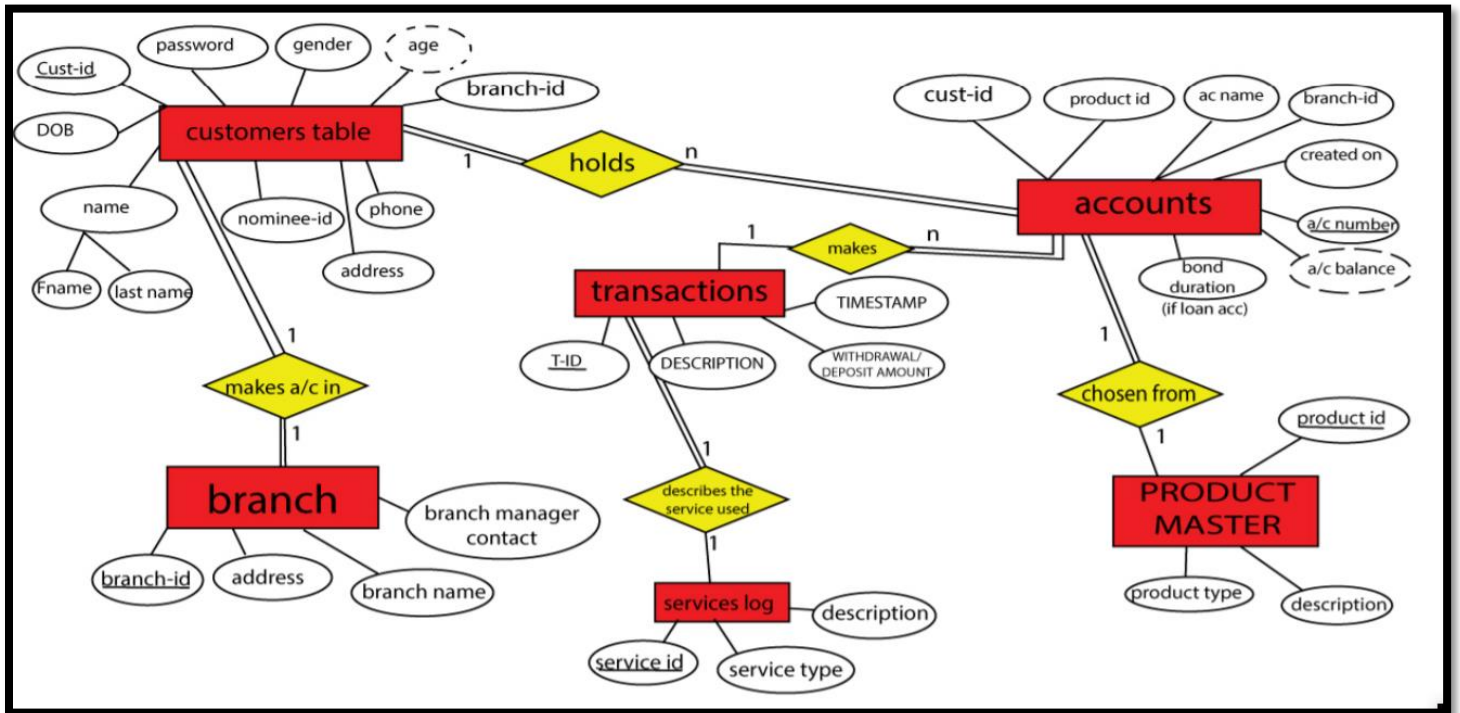 password
gender
age
Cust-id
branch-id
DOB
customers table
name
nominee-id
phone
address
Fname
last name
1
holds
n
cust-id
product id
ac name
branch-id
created on
accounts
a/c number
a/c balance
bond
duration
(if loan acc)
1
makes
n
transactions
TIMESTAMP
T-ID
DESCRIPTION
WITHDRAWAL/
DEPOSIT AMOUNT
1
makes a/c in
1
branch
branch manager
contact
branch-id
address
branch name
1
describes the
service used
1
services log
description
service id
service type
1
chosen from
1
product id
PRODUCT
MASTER
product type
description